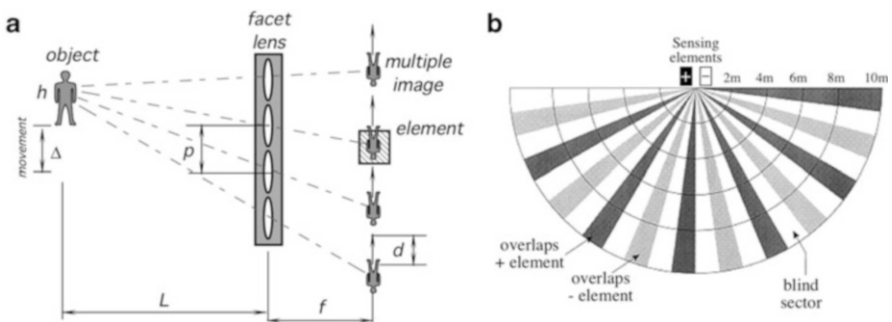 a
object
h
movement
Δ
L
facet
lens
p
f
multiple
image
element
d
b
Sensing
elements
+ -
2m 4m 6m 8m 10m
overlaps
+ element
overlaps
- element
blind
sector